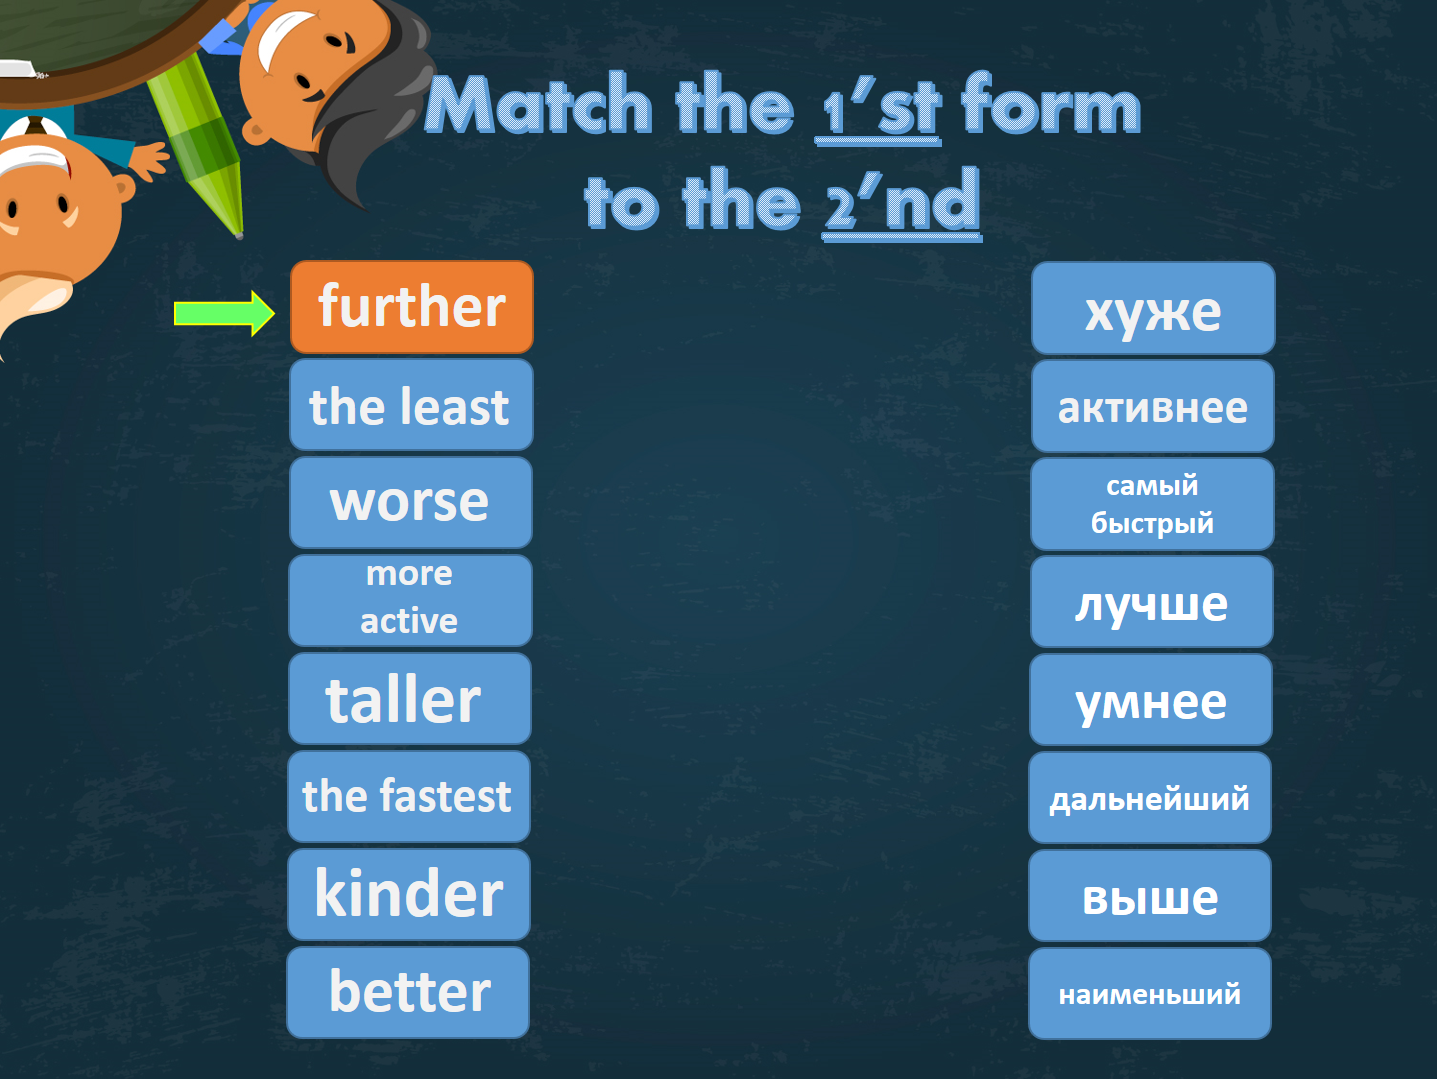 Match the 1'st form
to the 2'nd
further
the least
worse
more
active
taller
the fastest
kinder
better
хуже
активнее
самый
быстрый
лучше
умнее
дальнейший
выше
наименьший